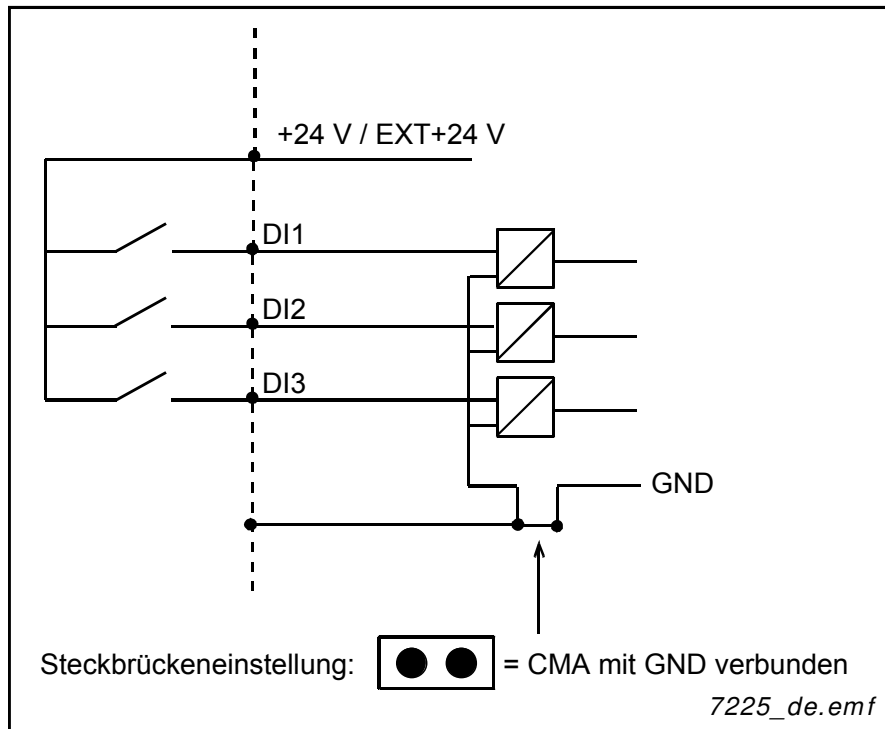 +24 V / EXT+24 V
DI1
DI2
DI3
GND
Steckbrückeneinstellung: = CMA mit GND verbunden
7225_de.emf